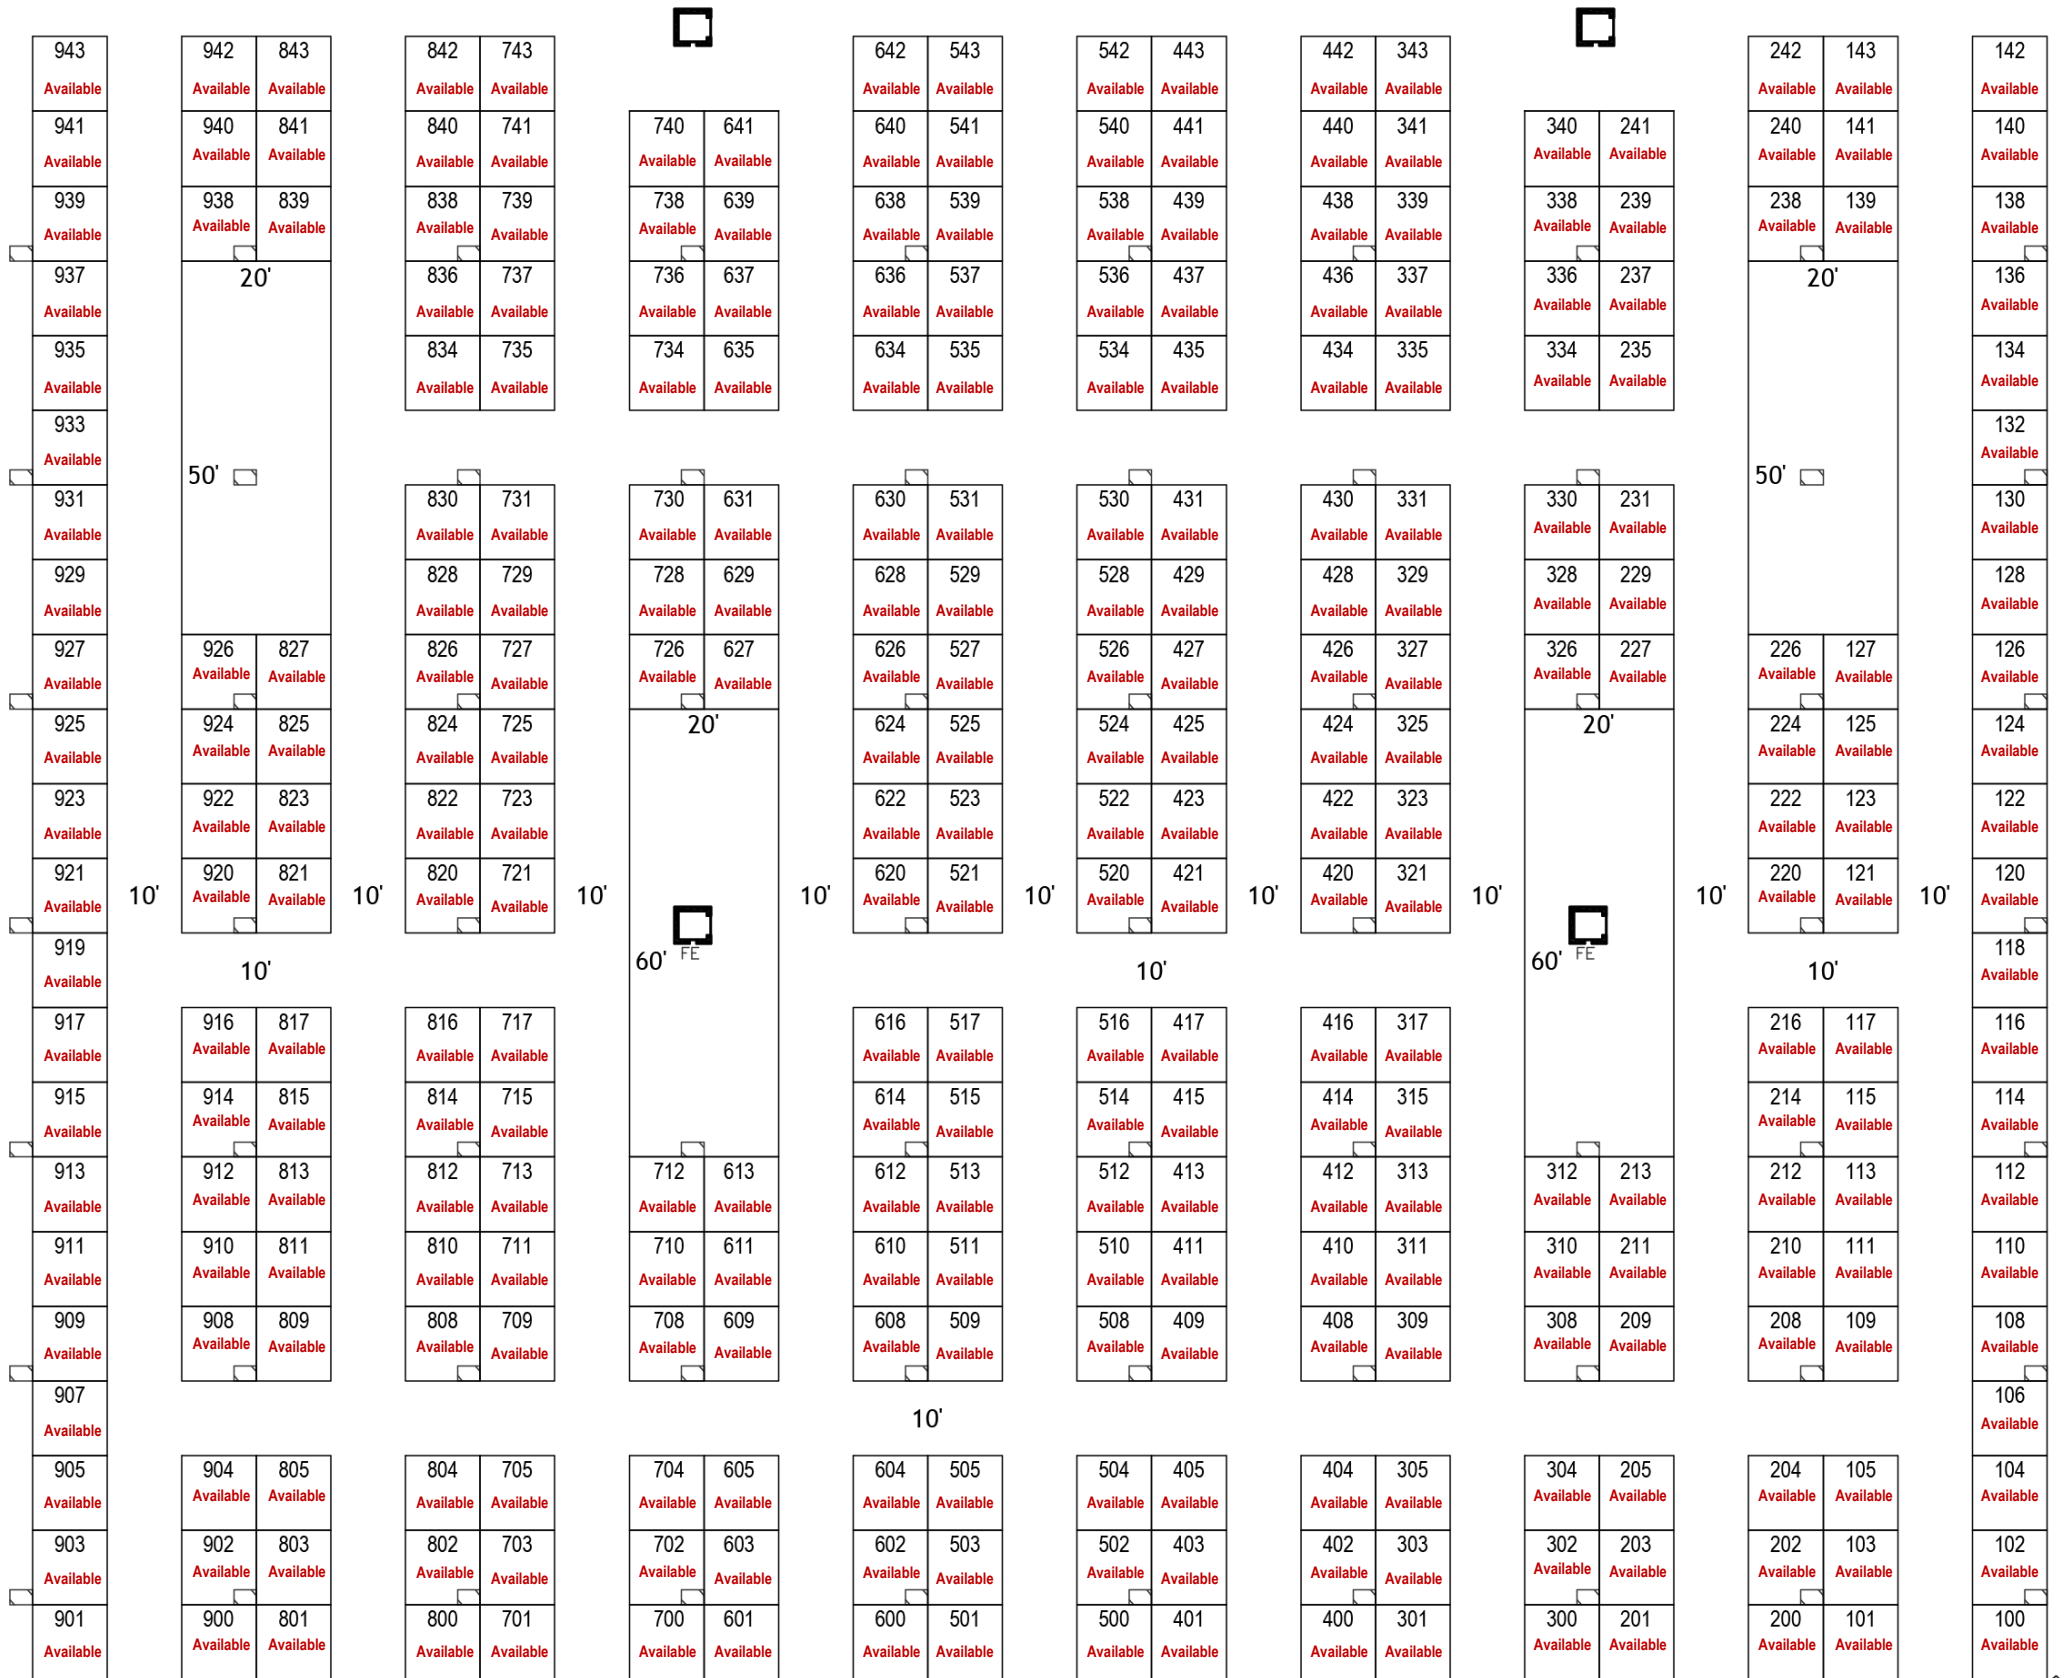 943 942 843 842 743 642 543 542 443 442 343 242 143 142
Available Available Available Available Available Available Available Available Available Available Available Available Available Available
941 940 841 840 741 740 641 640 541 540 441 440 341 340 241 240 141 140
Available Available Available Available Available Available Available Available Available Available Available Available Available Available Available Available Available Available
939 938 839 838 739 738 639 638 539 538 439 438 339 338 239 238 139 138
Available Available Available Available Available Available Available Available Available Available Available Available Available Available Available Available Available Available
937 20' 836 737 736 637 636 537 536 437 436 337 336 237 20' 136
Available Available Available Available Available Available Available Available Available Available Available Available Available Available
935 834 735 734 635 634 535 534 435 434 335 334 235 134
Available Available Available Available Available Available Available Available Available Available Available Available Available Available
933 132
Available Available
50' 50'
931 830 731 730 631 630 531 530 431 430 331 330 231 130
Available Available Available Available Available Available Available Available Available Available Available Available Available Available
929 828 729 728 629 628 529 528 429 428 329 328 229 128
Available Available Available Available Available Available Available Available Available Available Available Available Available Available
927 926 827 826 727 726 627 626 527 526 427 426 327 326 227 226 127 126
Available Available Available Available Available Available Available Available Available Available Available Available Available Available Available Available Available Available
925 924 825 824 725 20' 624 525 524 425 424 325 20' 224 125 124
Available Available Available Available Available Available Available Available Available Available Available Available Available Available
923 922 823 822 723 622 523 522 423 422 323 222 123 122
Available Available Available Available Available Available Available Available Available Available Available Available Available Available
921 920 821 820 721 620 521 520 421 420 321 220 121 120
10' 10' 10' 10' 10' 10' 10' 10' 10'
Available Available Available Available Available Available Available Available Available Available Available Available Available Available
919 118
FE FE
60' 60'
10' 10' 10'
Available Available
917 916 817 816 717 616 517 516 417 416 317 216 117 116
Available Available Available Available Available Available Available Available Available Available Available Available Available Available
915 914 815 814 715 614 515 514 415 414 315 214 115 114
Available Available Available Available Available Available Available Available Available Available Available Available Available Available
913 912 813 812 713 712 613 612 513 512 413 412 313 312 213 212 113 112
Available Available Available Available Available Available Available Available Available Available Available Available Available Available Available Available Available Available
911 910 811 810 711 710 611 610 511 510 411 410 311 310 211 210 111 110
Available Available Available Available Available Available Available Available Available Available Available Available Available Available Available Available Available Available
909 908 809 808 709 708 609 608 509 508 409 408 309 308 209 208 109 108
Available Available Available Available Available Available Available Available Available Available Available Available Available Available Available Available Available Available
907 106
10'
Available Available
905 904 805 804 705 704 605 604 505 504 405 404 305 304 205 204 105 104
Available Available Available Available Available Available Available Available Available Available Available Available Available Available Available Available Available Available
903 902 803 802 703 702 603 602 503 502 403 402 303 302 203 202 103 102
Available Available Available Available Available Available Available Available Available Available Available Available Available Available Available Available Available Available
901 900 801 800 701 700 601 600 501 500 401 400 301 300 201 200 101 100
Available Available Available Available Available Available Available Available Available Available Available Available Available Available Available Available Available Available